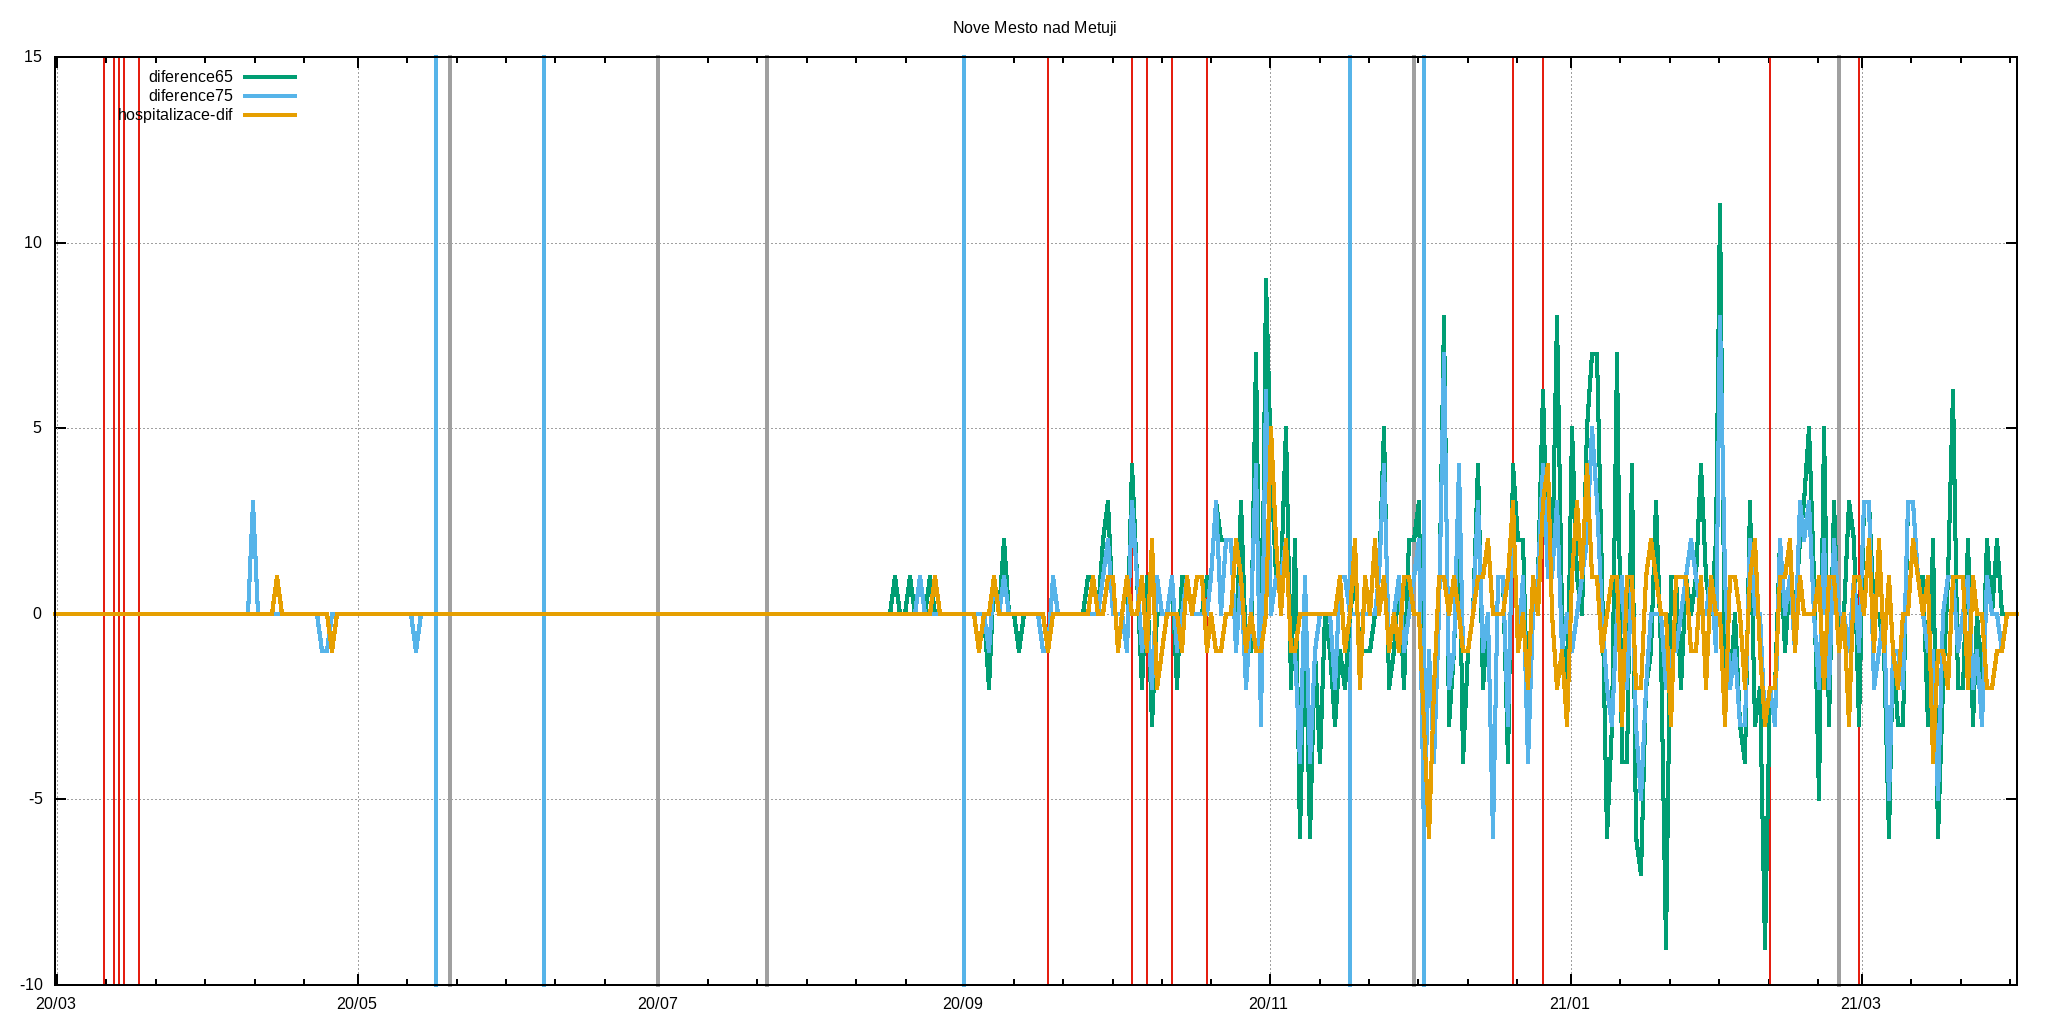 Nove Mesto nad Metuji
15
diference65
diference75
hospitalizace-dif
10
5
0
-5
-10
20/03 20/05 20/07 20/09 20/11 21/01 21/03